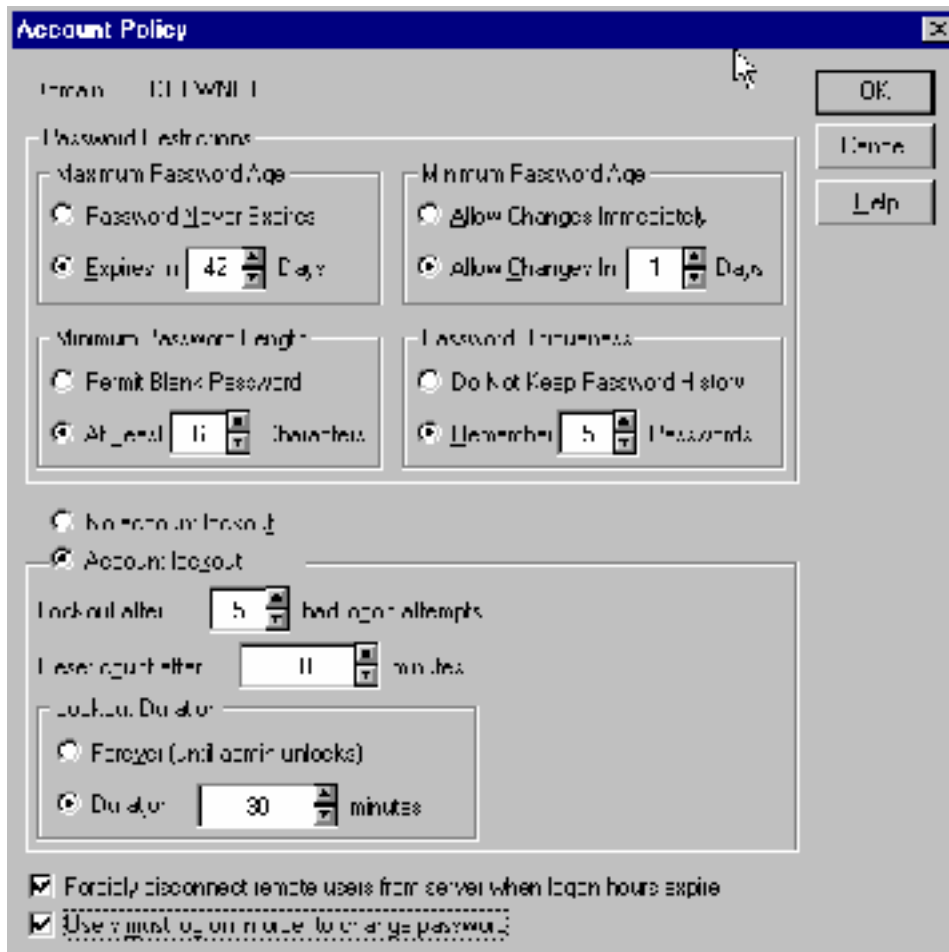 Account Policy
Domain
OK
Cancel
Help
Password Restrictions
Maximum Password Age
Password Never Expires
Expires In 42 Days
Minimum Password Age
Allow Changes Immediately
Allow Changes In 1 Days
Minimum Password Length
Permit Blank Password
At Least Characters
Password Uniqueness
Do Not Keep Password History
Remember 5 Passwords
No account lockout
Account lockout
Lockout after 5 bad logon attempts
Reset count after minutes
Lockout Duration
Forever (until admin unlocks)
Duration 30 minutes
Forcibly disconnect remote users from server when logon hours expire
Users must log on in order to change password